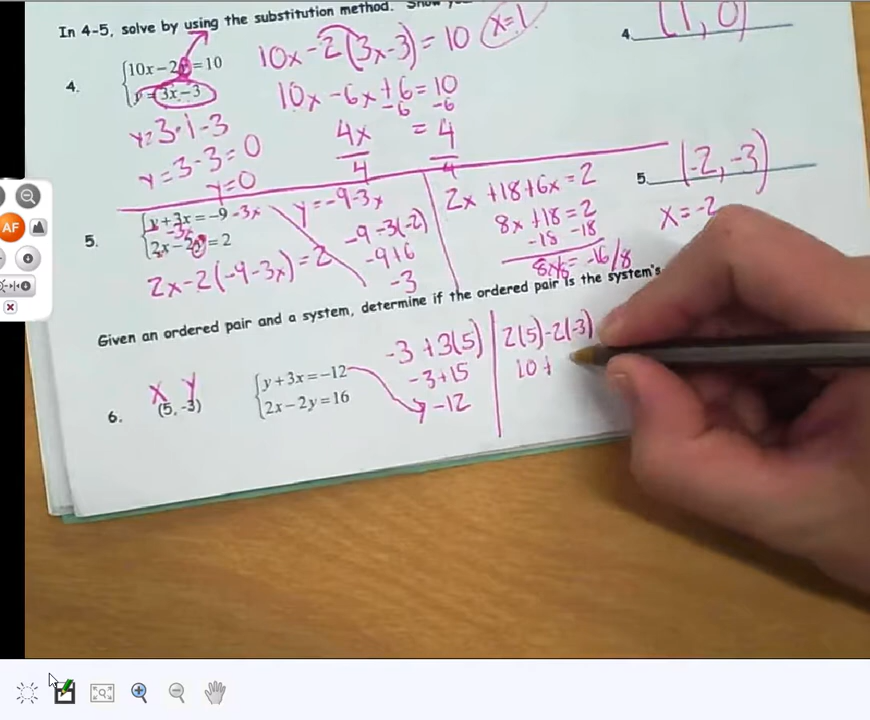 In 4-5, solve by using the substitution method. Show
10x-2y=10
4.
y=3x-3
10x-2(3x-3)=10
x=1
10x-6x+6=10
-6 -6
4x = 4
4 4
y=3·1-3
y=3-3=0
y=0
4. (1, 0)
5.
y+3x=-9-3x
-3x
2x-2y=2
2x-2(-9-3x)=2
y=-9-3x
-9-3(-2)
-9+6
-3
2x+18+6x=2
8x+18=2
-18 -18
8x/8=-16/8
5. (-2,-3)
x=-2
Given an ordered pair and a system, determine if the ordered pair is the system's
6.
x y
(5, -3)
y+3x=-12
2x-2y=16
-3+3(5)
-3+15
-12
2(5)-2(-3)
10+
AF